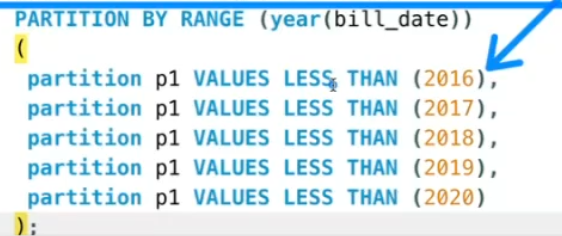 PARTITION BY RANGE (year(bill_date))
(
partition p1 VALUES LESS THAN (2016),
partition p1 VALUES LESS THAN (2017),
partition p1 VALUES LESS THAN (2018),
partition p1 VALUES LESS THAN (2019),
partition p1 VALUES LESS THAN (2020)
);